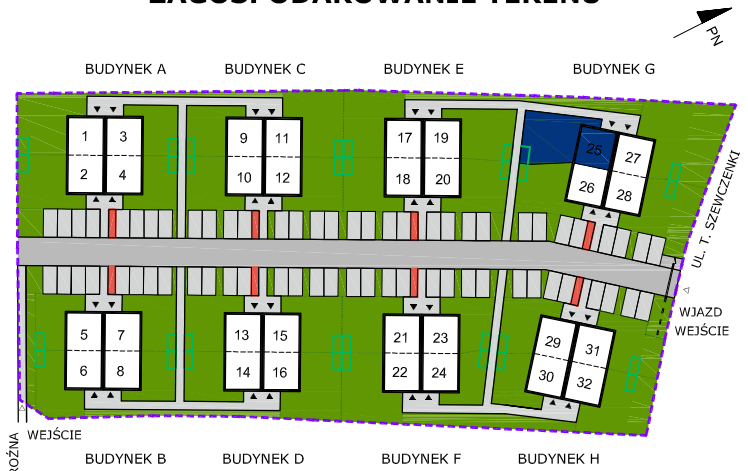 PN
BUDYNEK A
BUDYNEK C
BUDYNEK E
BUDYNEK G
1 3
2 4
9 11
10 12
17 19
18 20
25 27
26 28
UL. T. SZEWCZENKI
WJAZD
WEJŚCIE
5 7
6 8
13 15
14 16
21 23
22 24
29 31
30 32
WEJŚCIE
BUDYNEK B
BUDYNEK D
BUDYNEK F
BUDYNEK H